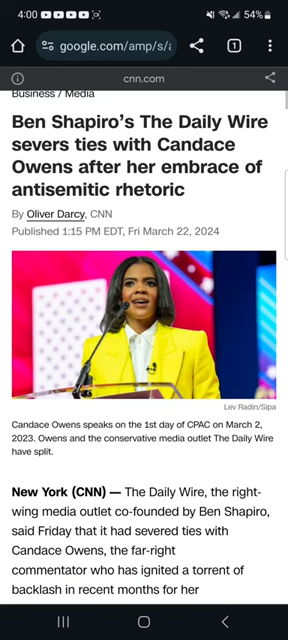 4:00
54%
google.com/amp/s/
1
cnn.com
Business / Media
Ben Shapiro's The Daily Wire
severs ties with Candace
Owens after her embrace of
antisemitic rhetoric
By Oliver Darcy, CNN
Published 1:15 PM EDT, Fri March 22, 2024
Lev Radin/Sipa
Candace Owens speaks on the 1st day of CPAC on March 2,
2023. Owens and the conservative media outlet The Daily Wire
have split.
New York (CNN) — The Daily Wire, the right-
wing media outlet co-founded by Ben Shapiro,
said Friday that it had severed ties with
Candace Owens, the far-right
commentator who has ignited a torrent of
backlash in recent months for her